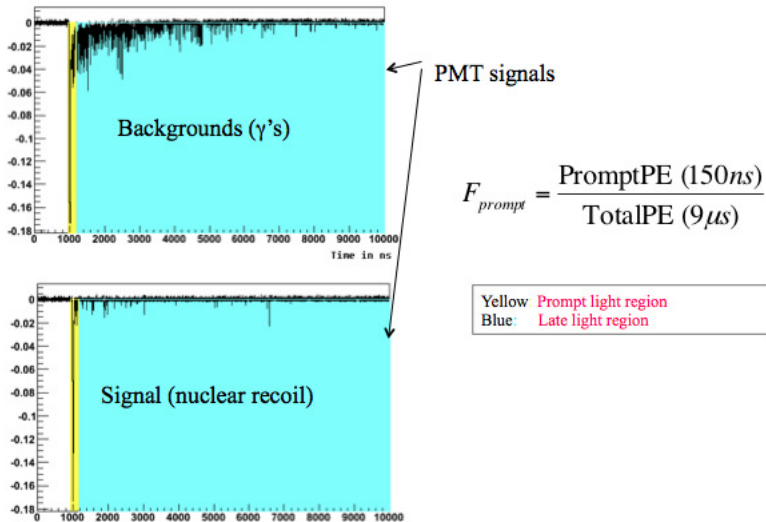 0
-0.02
-0.04
-0.06
-0.08
-0.1
-0.12
-0.14
-0.16
-0.18
0 1000 2000 3000 4000 5000 6000 7000 8000 9000 10000
Time in ns
Backgrounds (γ's)
PMT signals
F_prompt = PromptPE (150ns) / TotalPE (9μs)
0
-0.02
-0.04
-0.06
-0.08
-0.1
-0.12
-0.14
-0.16
-0.18
0 1000 2000 3000 4000 5000 6000 7000 8000 9000 10000
Signal (nuclear recoil)
Yellow Prompt light region
Blue: Late light region